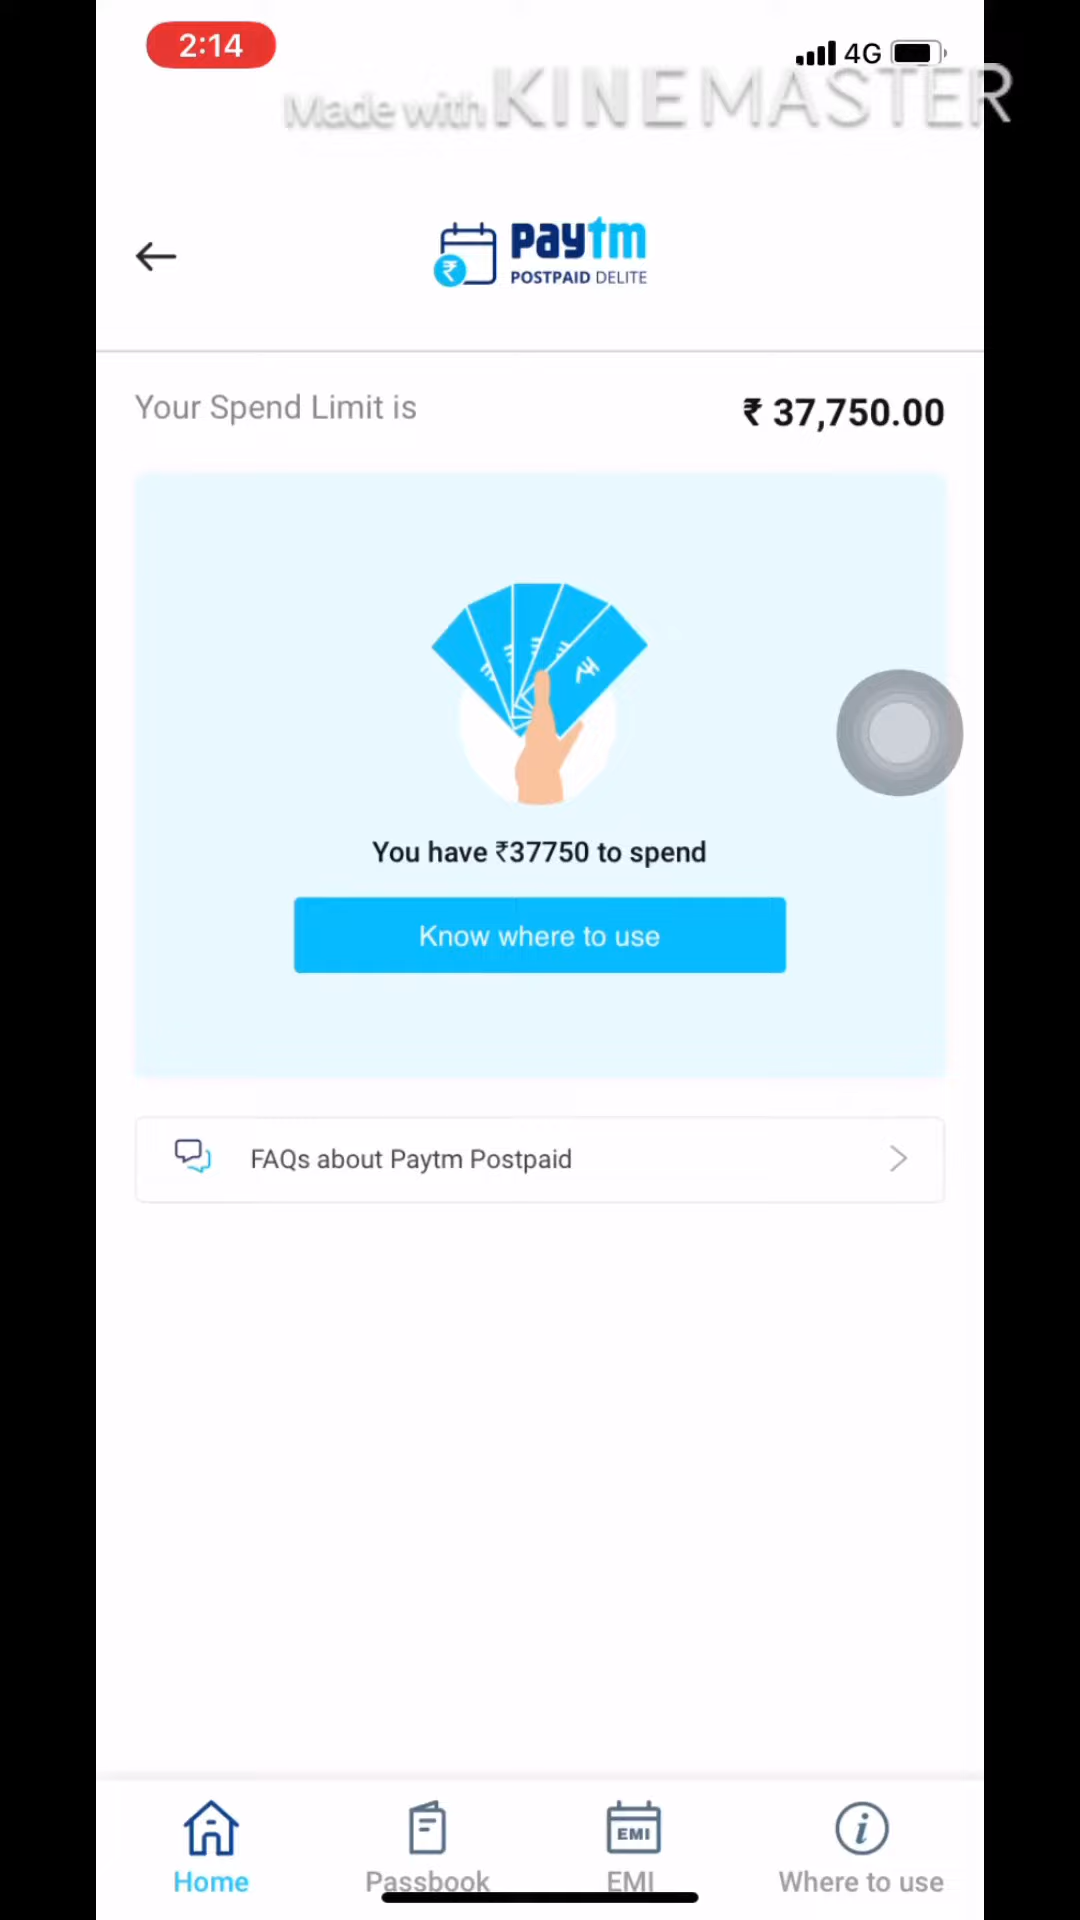 2:14
4G
Made with KINEMASTER
paytm
POSTPAID DELITE
Your Spend Limit is
₹ 37,750.00
You have ₹37750 to spend
Know where to use
FAQs about Paytm Postpaid
EMI
Home
Passbook
EMI
Where to use